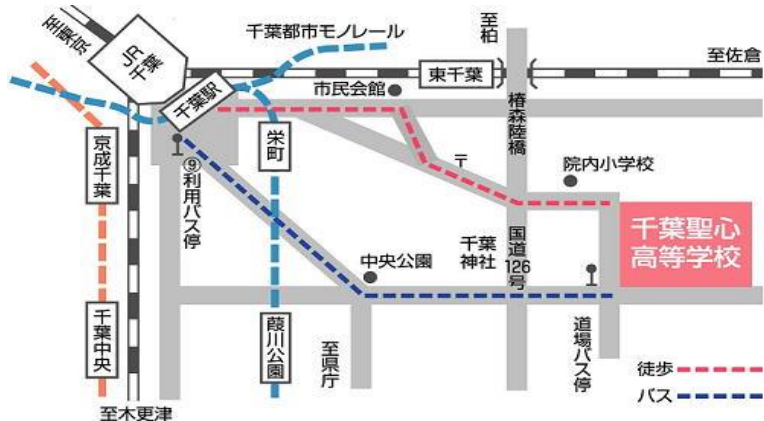 至東京
JR
千葉
千葉都市モノレール
至柏
至佐倉
東千葉
市民会館
千葉駅
椿森陸橋
京成千葉
⑨利用バス停
栄町
〒
院内小学校
千葉聖心
高等学校
中央公園
千葉
神社
国道126号
千葉中央
葭川公園
至県庁
道場バス停
徒歩
バス
至木更津